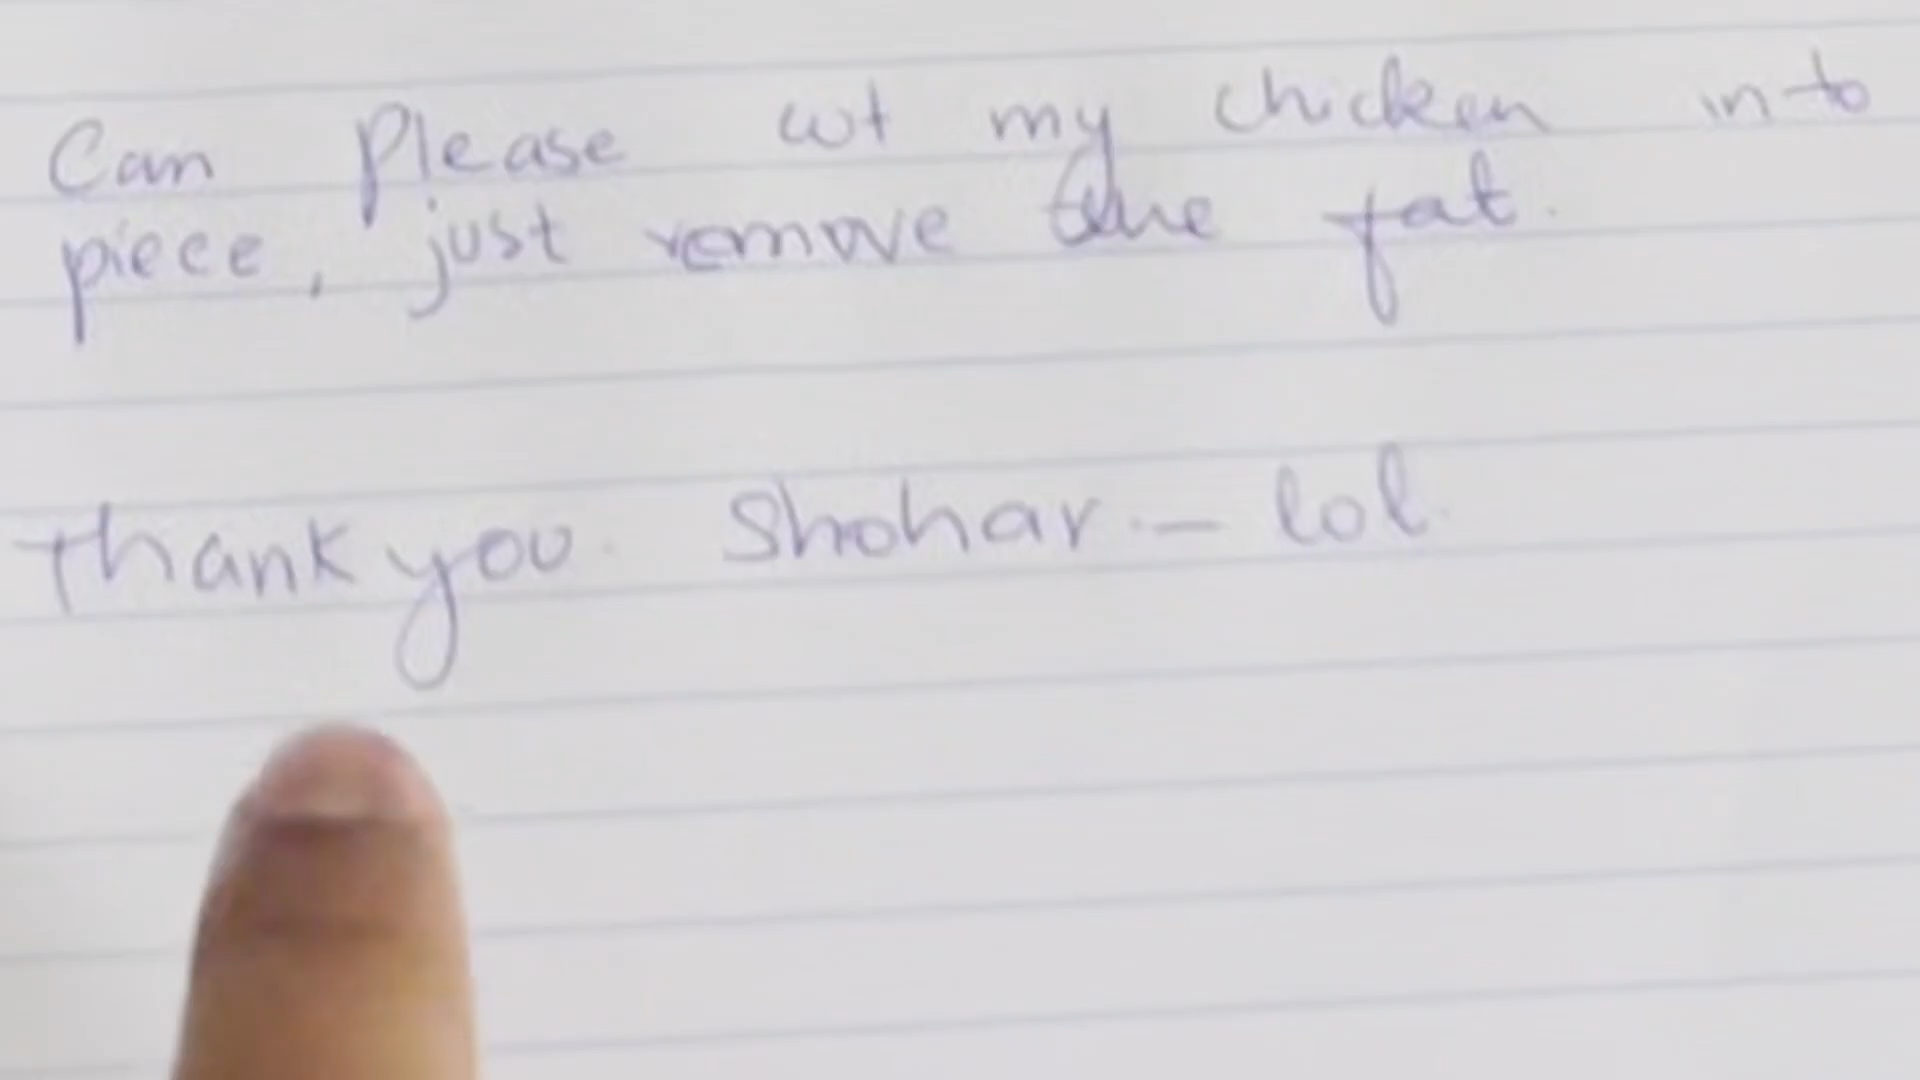 Can Please cut my chicken into
piece, just remove the fat.
Thank you. Shohar. - lol.